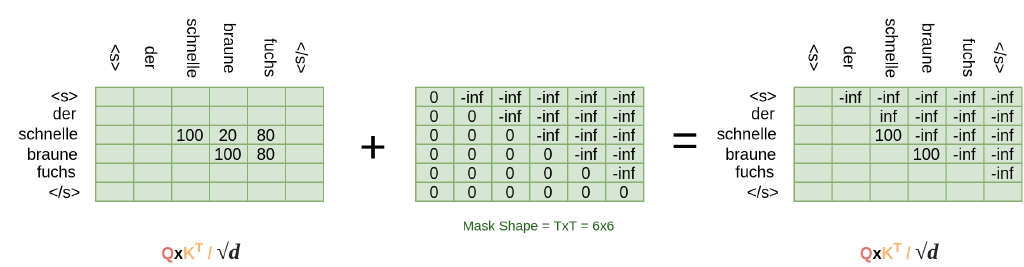 <s> der schnelle braune fuchs </s>
<s>
der
schnelle 100 20 80
braune 100 80
fuchs
</s>
QxK^T / √d
+
0 -inf -inf -inf -inf -inf
0 0 -inf -inf -inf -inf
0 0 0 -inf -inf -inf
0 0 0 0 -inf -inf
0 0 0 0 0 -inf
0 0 0 0 0 0
Mask Shape = TxT = 6x6
=
<s> der schnelle braune fuchs </s>
<s> -inf -inf -inf -inf -inf
der inf -inf -inf -inf
schnelle 100 -inf -inf -inf
braune 100 -inf -inf
fuchs -inf
</s>
QxK^T / √d